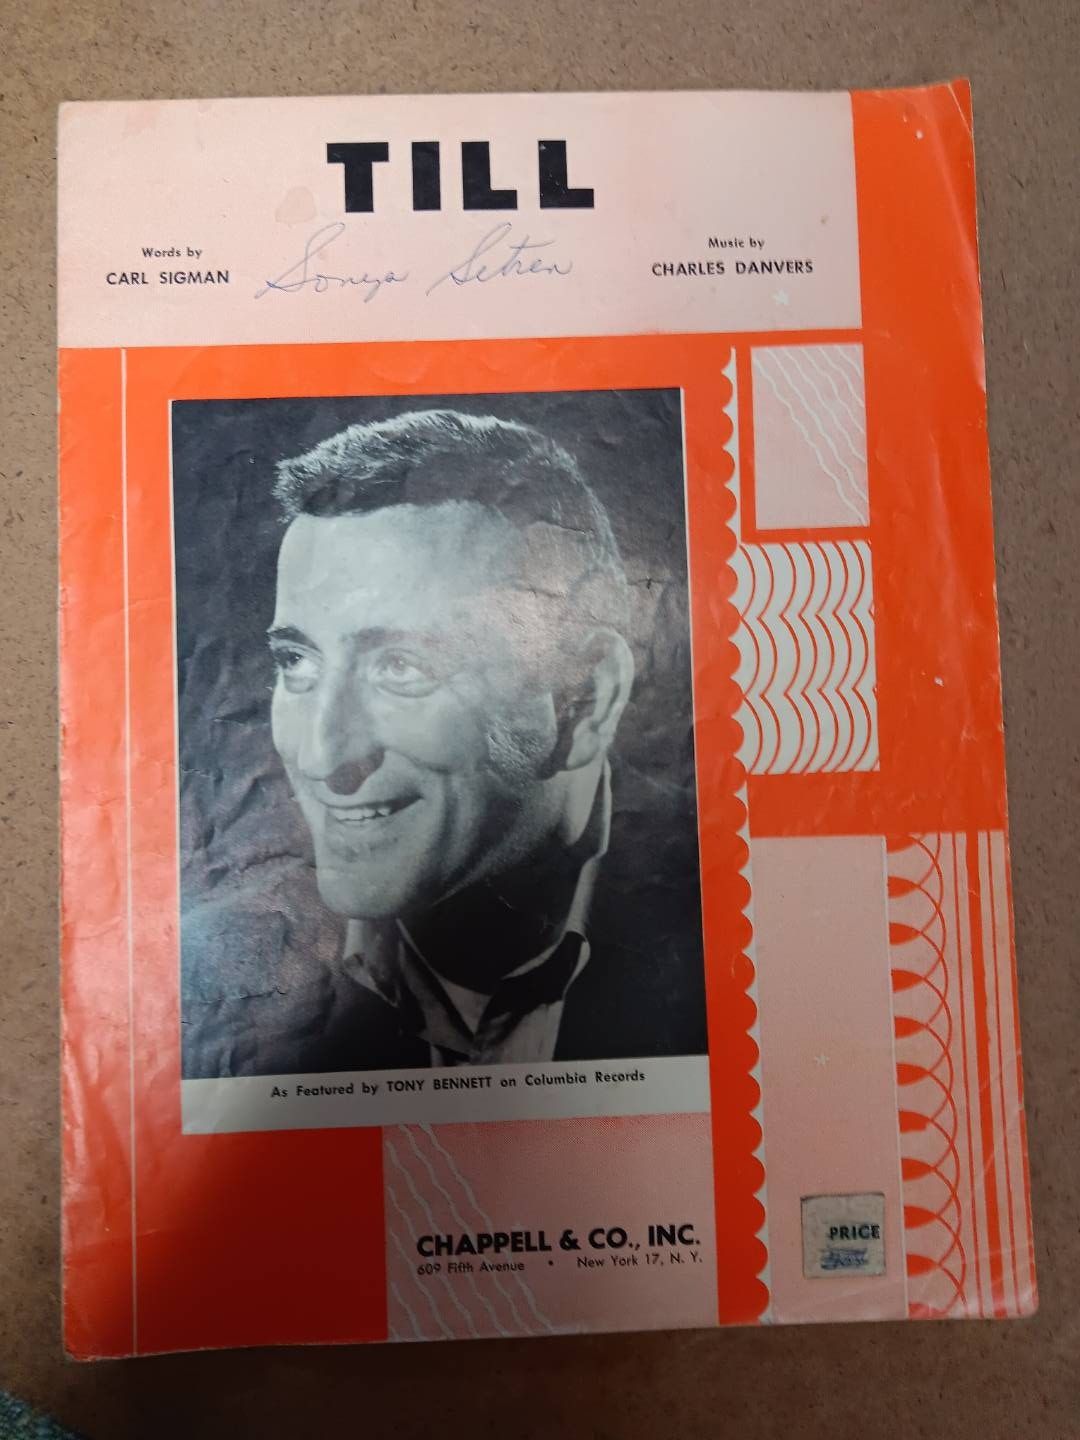 TILL
Words by
CARL SIGMAN
Sonya
Music by
CHARLES DANVERS
As Featured by TONY BENNETT on Columbia Records
CHAPPELL & CO., INC.
609 Fifth Avenue • New York 17, N. Y.
PRICE